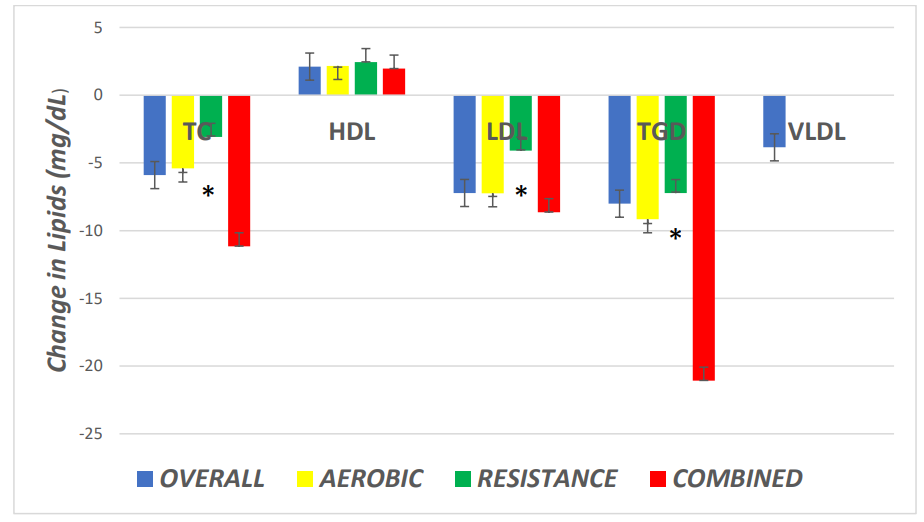 Change in Lipids (mg/dL)
5
0
-5
-10
-15
-20
-25
TC
HDL
LDL
TGD
VLDL
*
*
*
OVERALL
AEROBIC
RESISTANCE
COMBINED